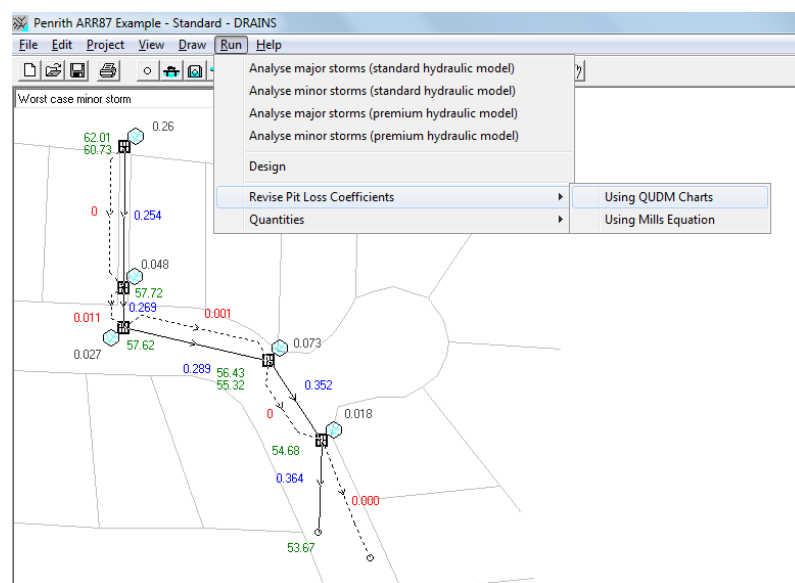 Penrith ARR87 Example - Standard - DRAINS
File Edit Project View Draw Run Help
Worst case minor storm
Analyse major storms (standard hydraulic model)
Analyse minor storms (standard hydraulic model)
Analyse major storms (premium hydraulic model)
Analyse minor storms (premium hydraulic model)
Design
Revise Pit Loss Coefficients
Using QUDM Charts
Quantities
Using Mills Equation
0.26
62.01
60.73
0
0.254
0.048
57.72
0.269
0.011
0.001
0.027
57.62
0.073
0.289
56.43
55.32
0.352
0
0.018
54.68
0.364
0.000
53.67